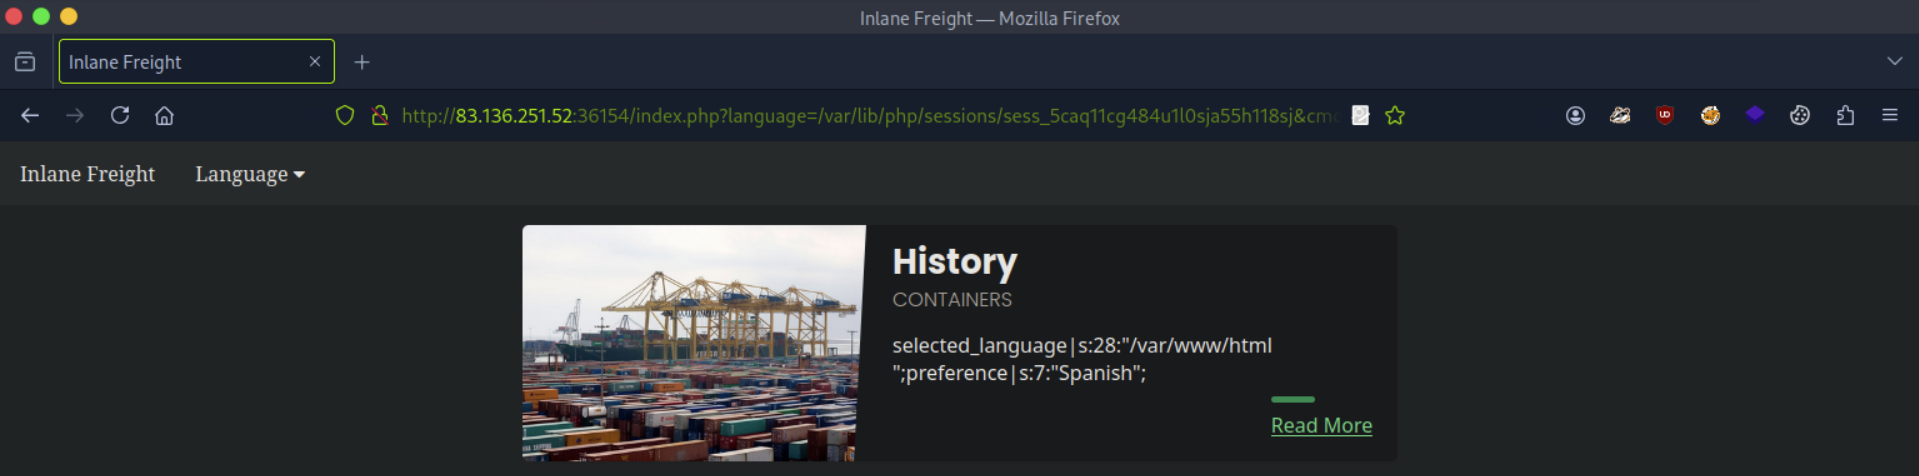 Inlane Freight — Mozilla Firefox
Inlane Freight
http://83.136.251.52:36154/index.php?language=/var/lib/php/sessions/sess_5caq11cg484u1l0sja55h118sj&cm
Inlane Freight Language
History
CONTAINERS
selected_language|s:28:"/var/www/html
";preference|s:7:"Spanish";
Read More